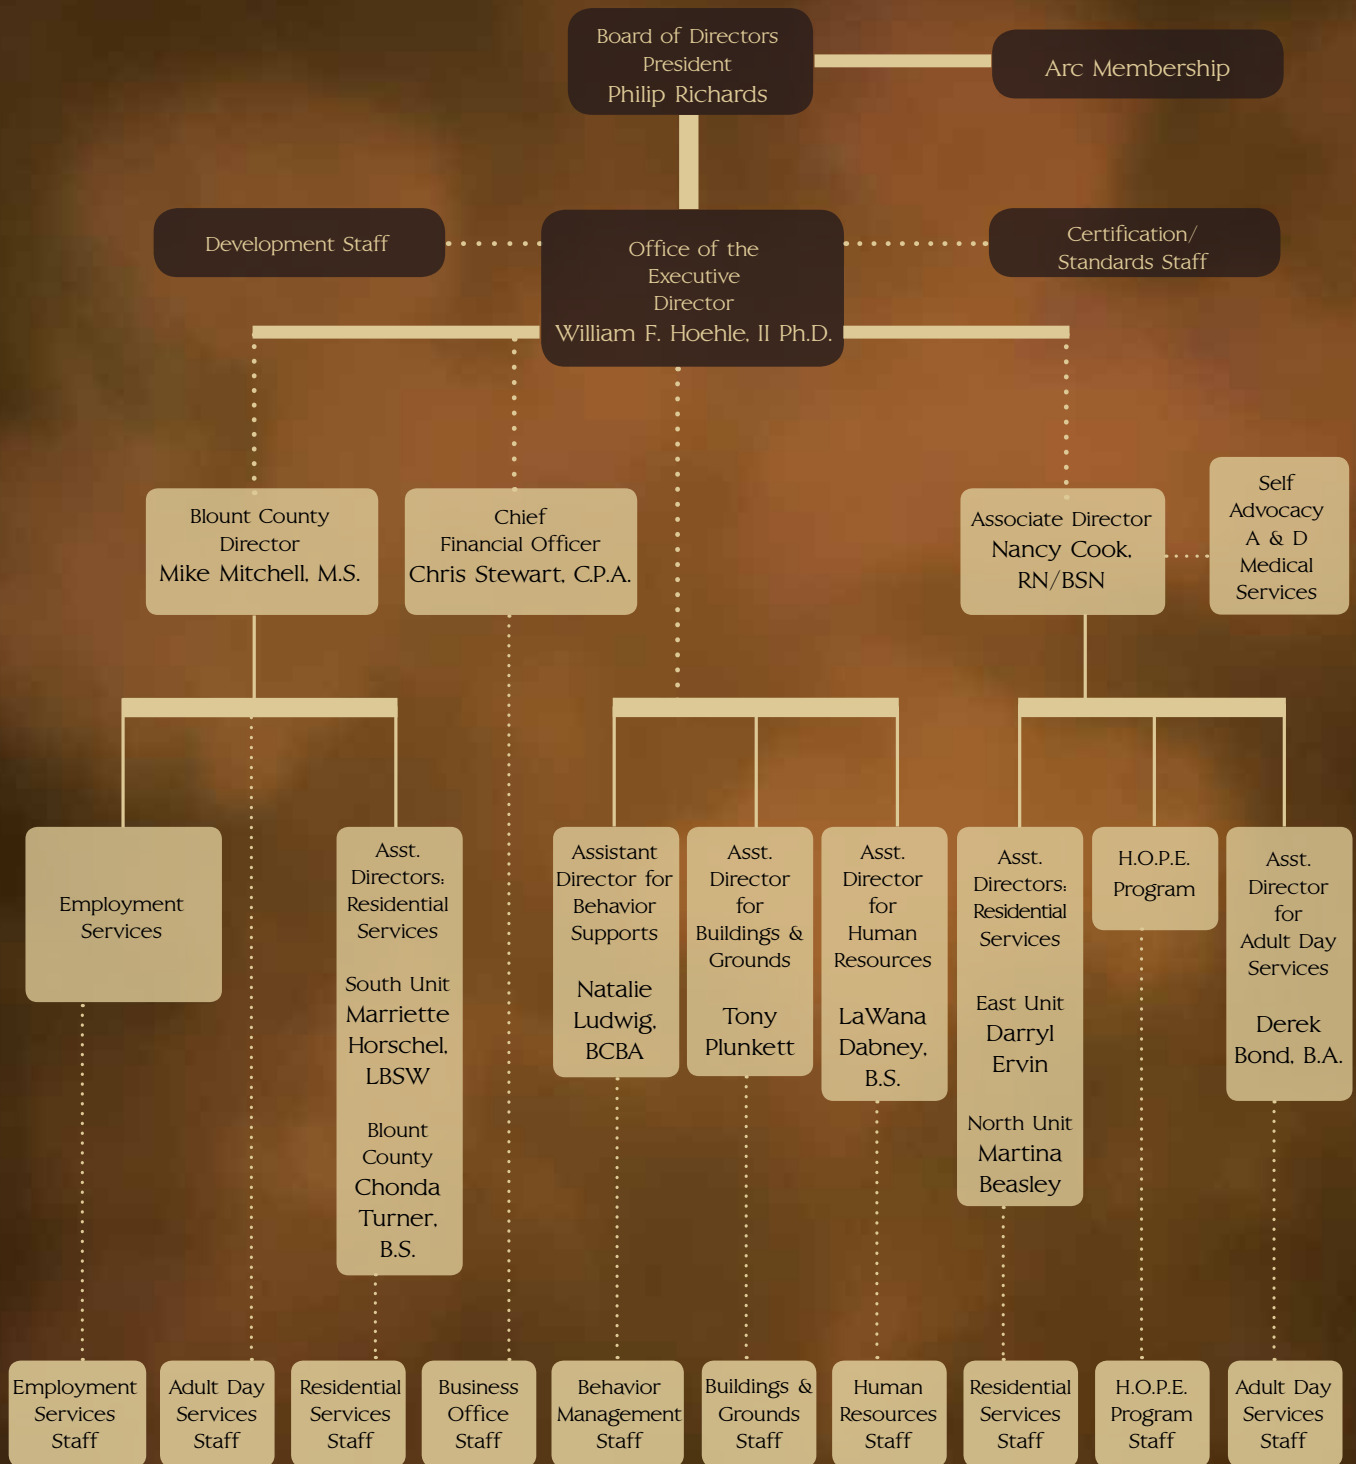 Board of Directors
President
Philip Richards
Arc Membership
Development Staff
Office of the
Executive
Director
William F. Hoehle, II Ph.D.
Certification/
Standards Staff
Blount County
Director
Mike Mitchell, M.S.
Chief
Financial Officer
Chris Stewart, C.P.A.
Associate Director
Nancy Cook,
RN/BSN
Self
Advocacy
A & D
Medical
Services
Employment
Services
Asst.
Directors:
Residential
Services
South Unit
Marriette
Horschel,
LBSW
Blount
County
Chonda
Turner,
B.S.
Assistant
Director for
Behavior
Supports
Natalie
Ludwig,
BCBA
Asst.
Director
for
Buildings &
Grounds
Tony
Plunkett
Asst.
Director
for
Human
Resources
LaWana
Dabney,
B.S.
Asst.
Directors:
Residential
Services
East Unit
Darryl
Ervin
North Unit
Martina
Beasley
H.O.P.E.
Program
Asst.
Director
for
Adult Day
Services
Derek
Bond, B.A.
Employment
Services
Staff
Adult Day
Services
Staff
Residential
Services
Staff
Business
Office
Staff
Behavior
Management
Staff
Buildings &
Grounds
Staff
Human
Resources
Staff
Residential
Services
Staff
H.O.P.E.
Program
Staff
Adult Day
Services
Staff